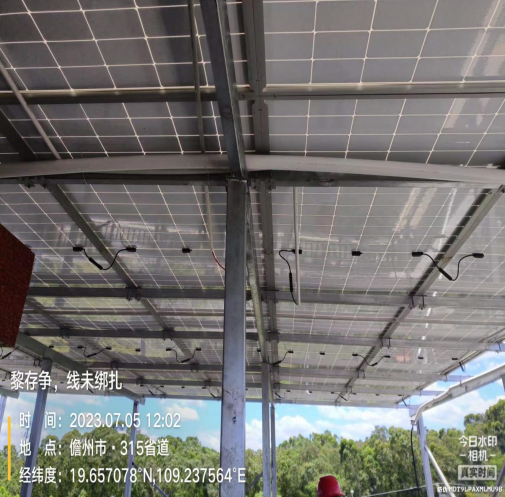 黎存争，线未绑扎
时 间：2023.07.05 12:02
地 点：儋州市·315省道
经纬度：19.657078°N,109.237564°E
今日水印
-相机-
真实时间